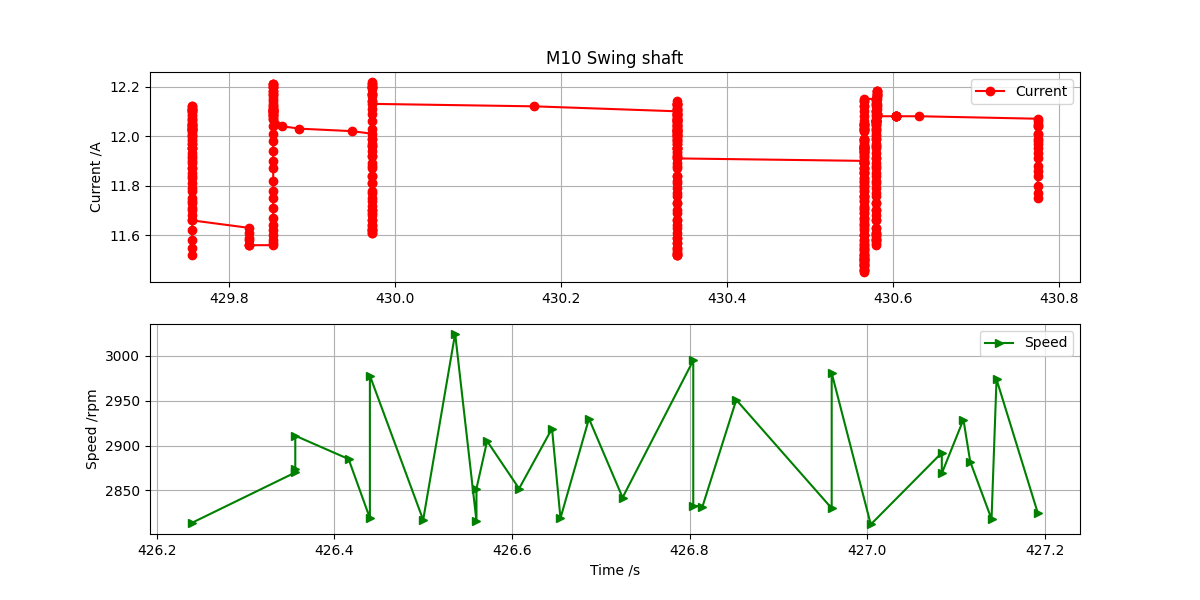 M10 Swing shaft
Current /A
12.2
12.0
11.8
11.6
Current
429.8 430.0 430.2 430.4 430.6 430.8
Speed /rpm
3000
2950
2900
2850
Speed
426.2 426.4 426.6 426.8 427.0 427.2
Time /s